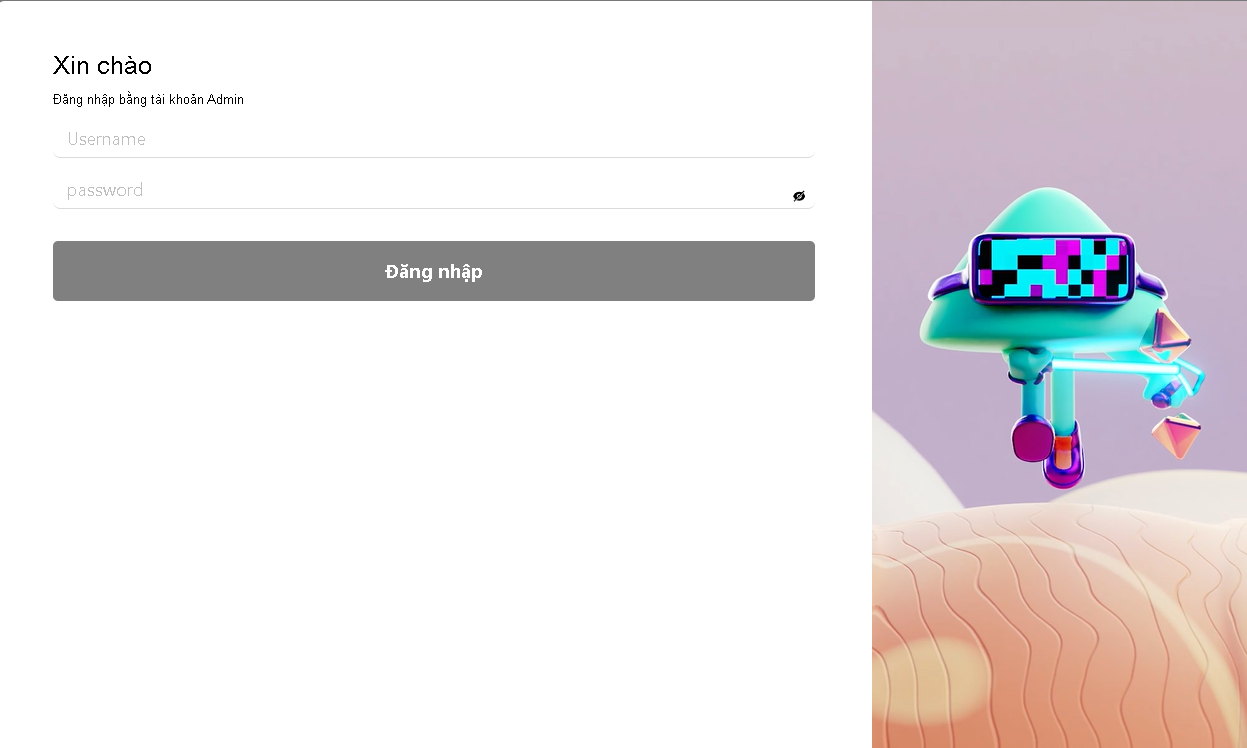 Xin chào
Đăng nhập bằng tài khoản Admin
Username
password
Đăng nhập